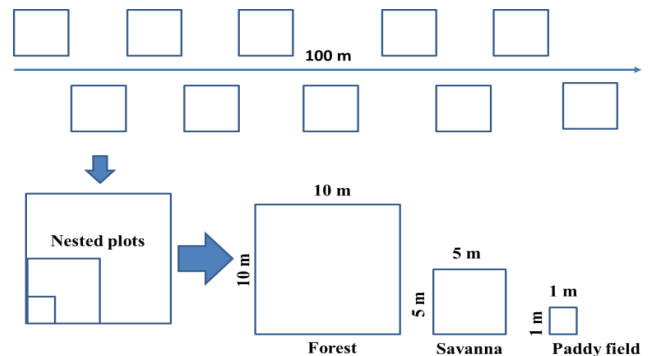 100 m
Nested plots
10 m
10 m
Forest
5 m
5 m
Savanna
1 m
1 m
Paddy field